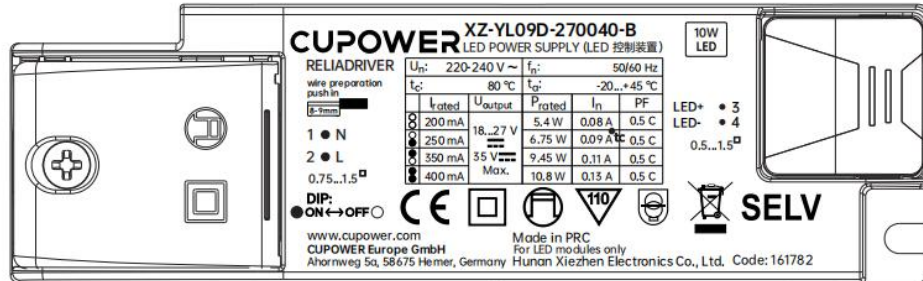 CUPOWER XZ-YL09D-270040-B
LED POWER SUPPLY (LED 控制装置)
10W
LED
RELIADRIVER
wire preparation
push in
8-9mm
1 ● N
2 ● L
0.75...1.5
DIP:
●ON↔OFF○
Un: 220-240 V ~ fn: 50/60 Hz
tc: 80 °C ta: -20...+45 °C
Irated Uoutput Prated In PF
200 mA 5.4 W 0.08 A 0,5 C
250 mA 6.75 W 0.09 A 0,5 C
350 mA 9.45 W 0.11 A 0,5 C
400 mA 10.8 W 0.13 A 0,5 C
18...27 V
35 V
Max.
tc
LED+ ● 3
LED- ● 4
0.5...1.5
CE
110
SELV
www.cupower.com
CUPOWER Europe GmbH
Ahornweg 5a, 58675 Hemer, Germany
Made in PRC
For LED modules only
Hunan Xiezhen Electronics Co., Ltd. Code: 161782